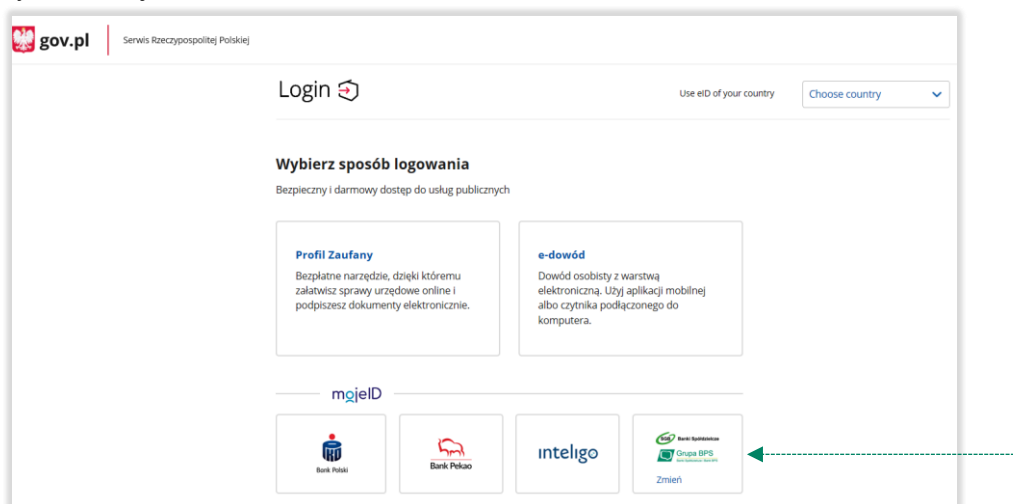 gov.pl
Serwis Rzeczypospolitej Polskiej
Login
Use eID of your country
Choose country
Wybierz sposób logowania
Bezpieczny i darmowy dostęp do usług publicznych
Profil Zaufany
Bezpłatne narzędzie, dzięki któremu
załatwisz sprawy urzędowe online i
podpiszesz dokumenty elektronicznie.
e-dowód
Dowód osobisty z warstwą
elektroniczną. Użyj aplikacji mobilnej
albo czytnika podłączonego do
komputera.
mojeID
Bank Polski
Bank Pekao
inteligo
SGB Banki Spółdzielcze
Grupa BPS
Zmień